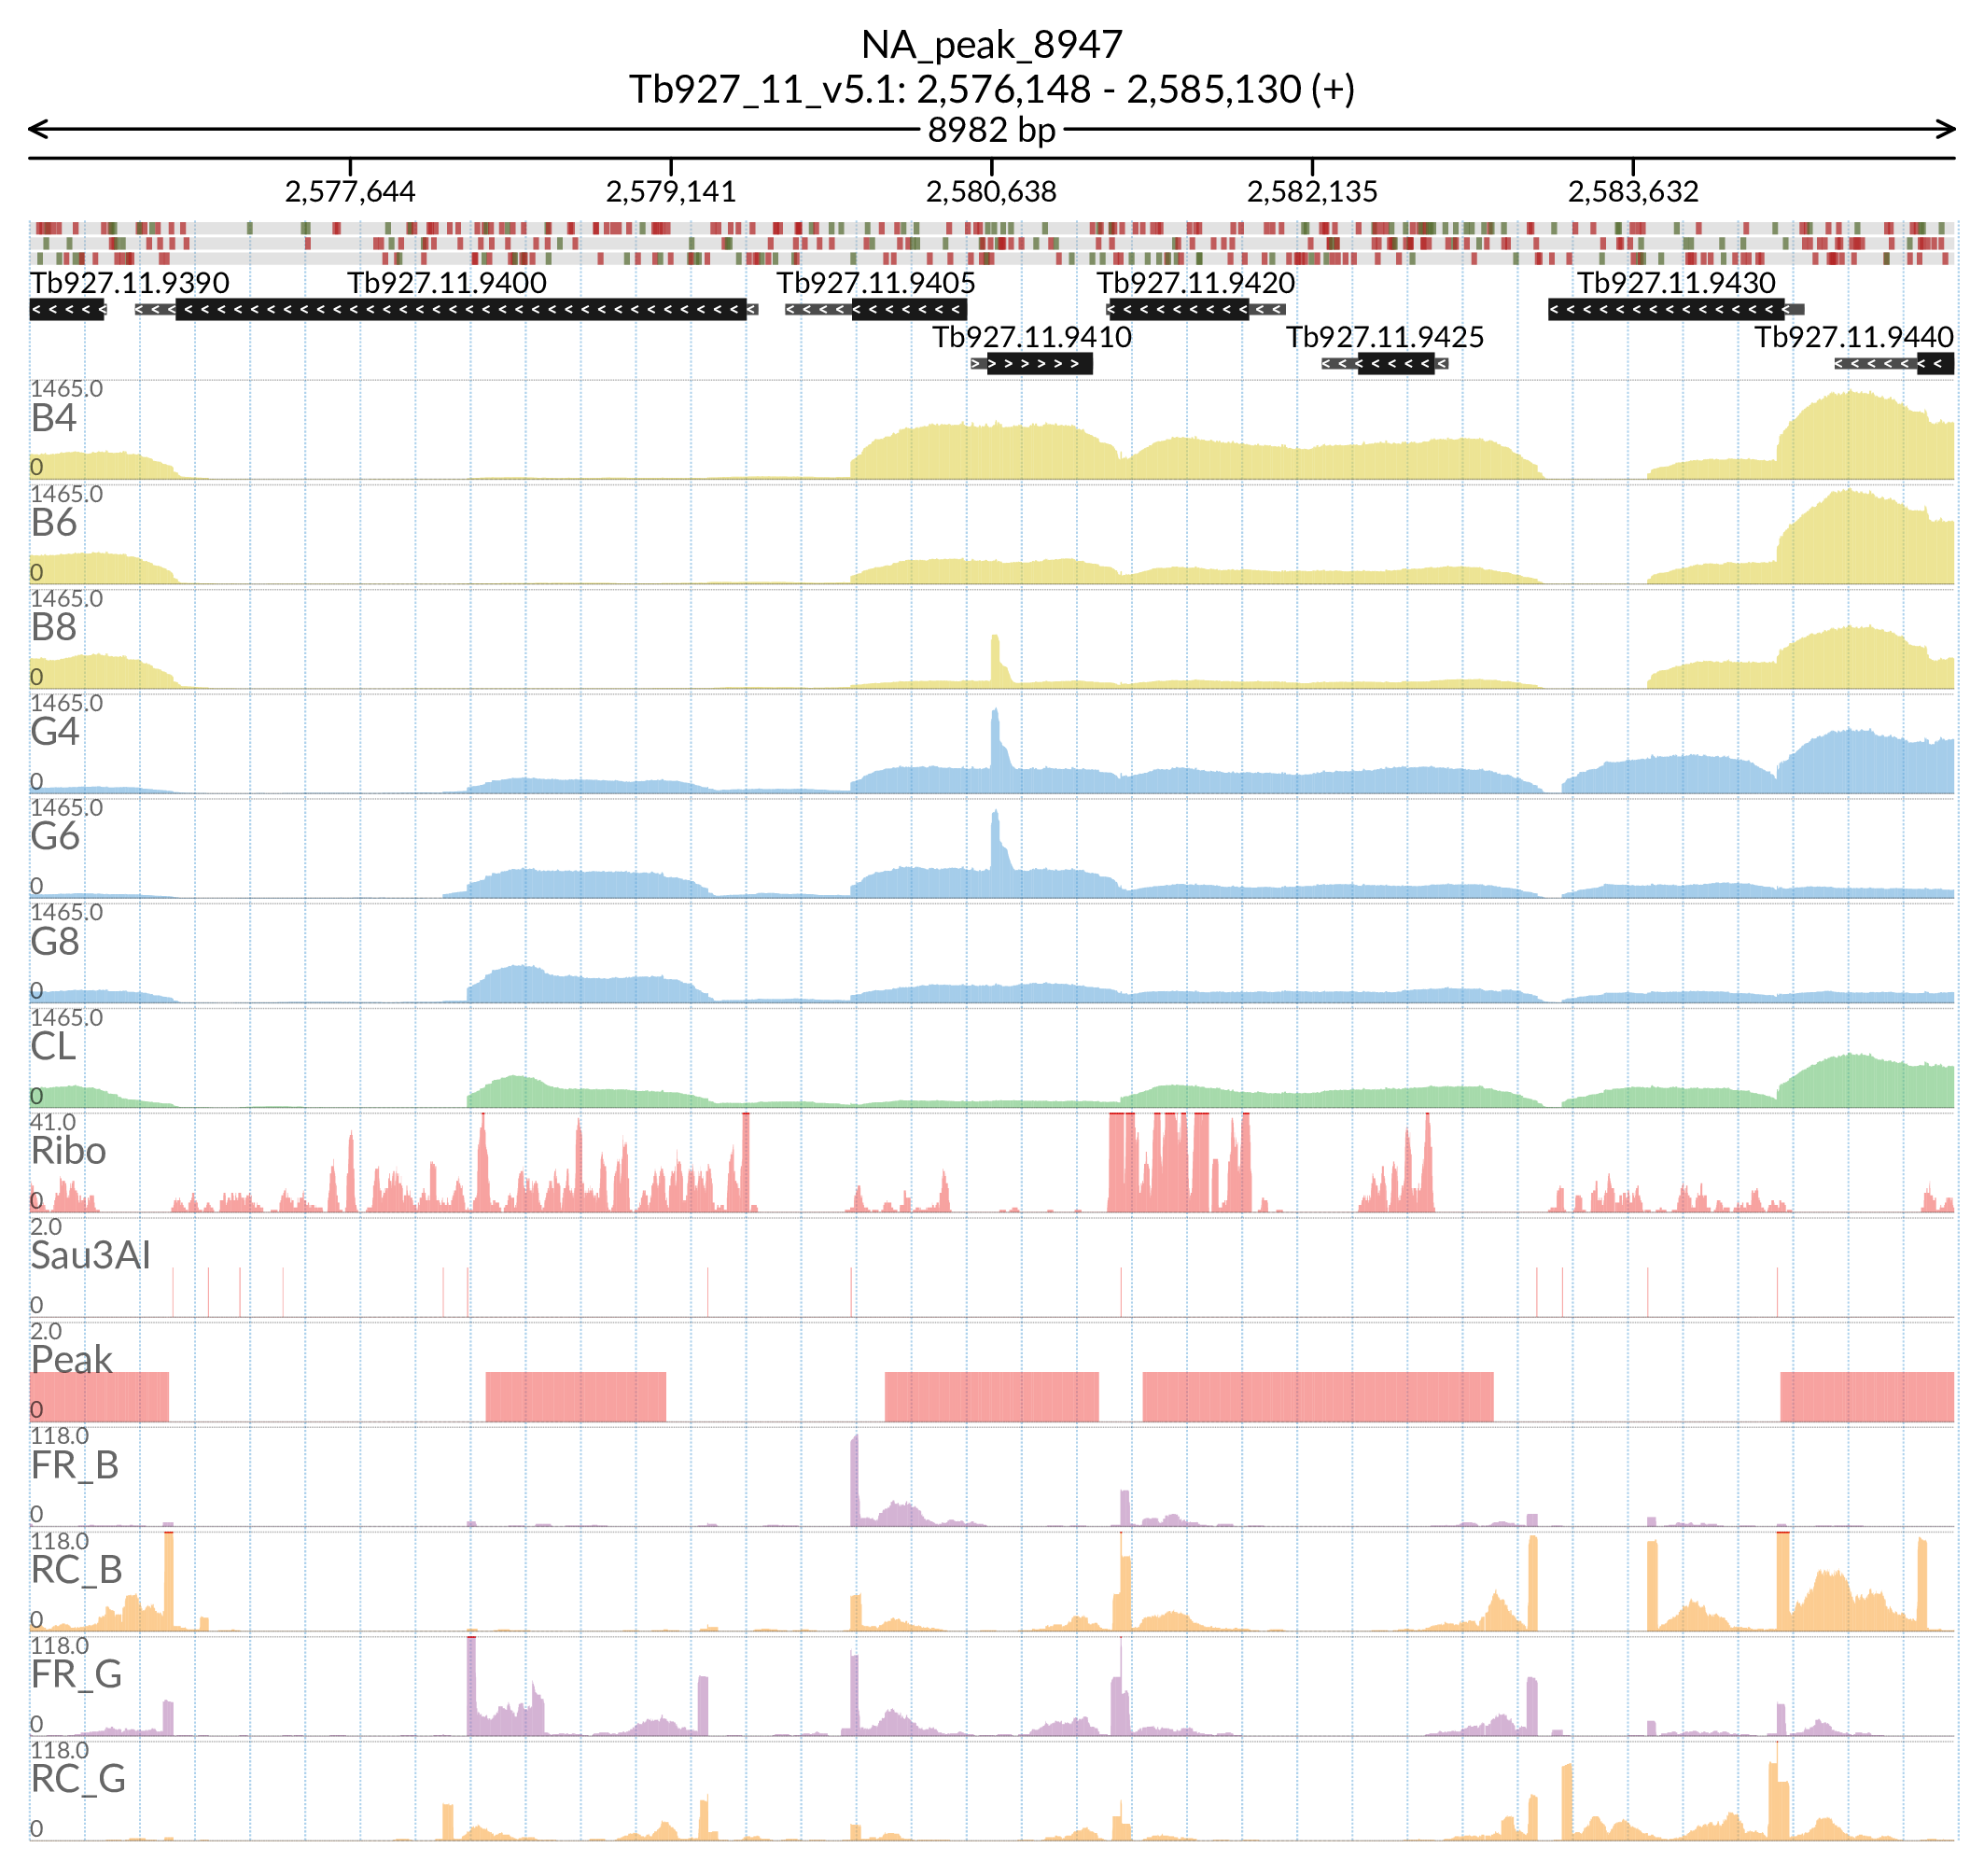 NA_peak_8947
Tb927_11_v5.1: 2,576,148 - 2,585,130 (+)
8982 bp
2,577,644 2,579,141 2,580,638 2,582,135 2,583,632
Tb927.11.9390 Tb927.11.9400 Tb927.11.9405 Tb927.11.9420 Tb927.11.9430
Tb927.11.9410 Tb927.11.9425 Tb927.11.9440
1465.0
B4
0
1465.0
B6
0
1465.0
B8
0
1465.0
G4
0
1465.0
G6
0
1465.0
G8
0
1465.0
CL
0
41.0
Ribo
0
2.0
Sau3AI
0
2.0
Peak
0
118.0
FR_B
0
118.0
RC_B
0
118.0
FR_G
0
118.0
RC_G
0